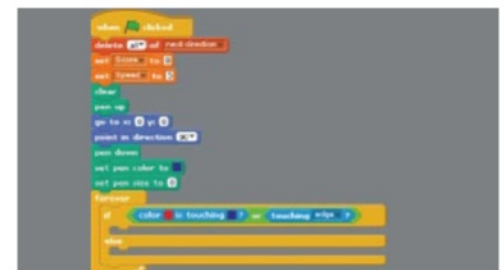 when clicked
delete all of next direction
set Score to 0
set Speed to 5
clear
pen up
go to x: 0 y: 0
point in direction
pen down
set pen color to
set pen size to
forever
if color is touching ? or touching edge ?
else